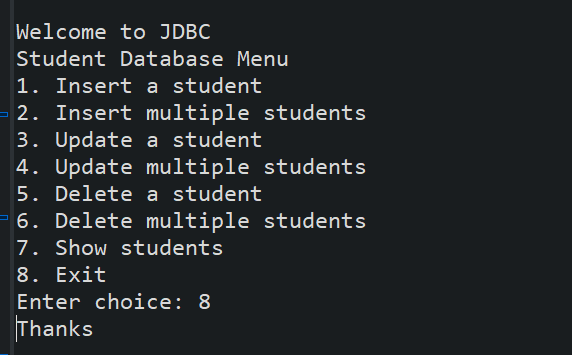 Welcome to JDBC
Student Database Menu
1. Insert a student
2. Insert multiple students
3. Update a student
4. Update multiple students
5. Delete a student
6. Delete multiple students
7. Show students
8. Exit
Enter choice: 8
Thanks